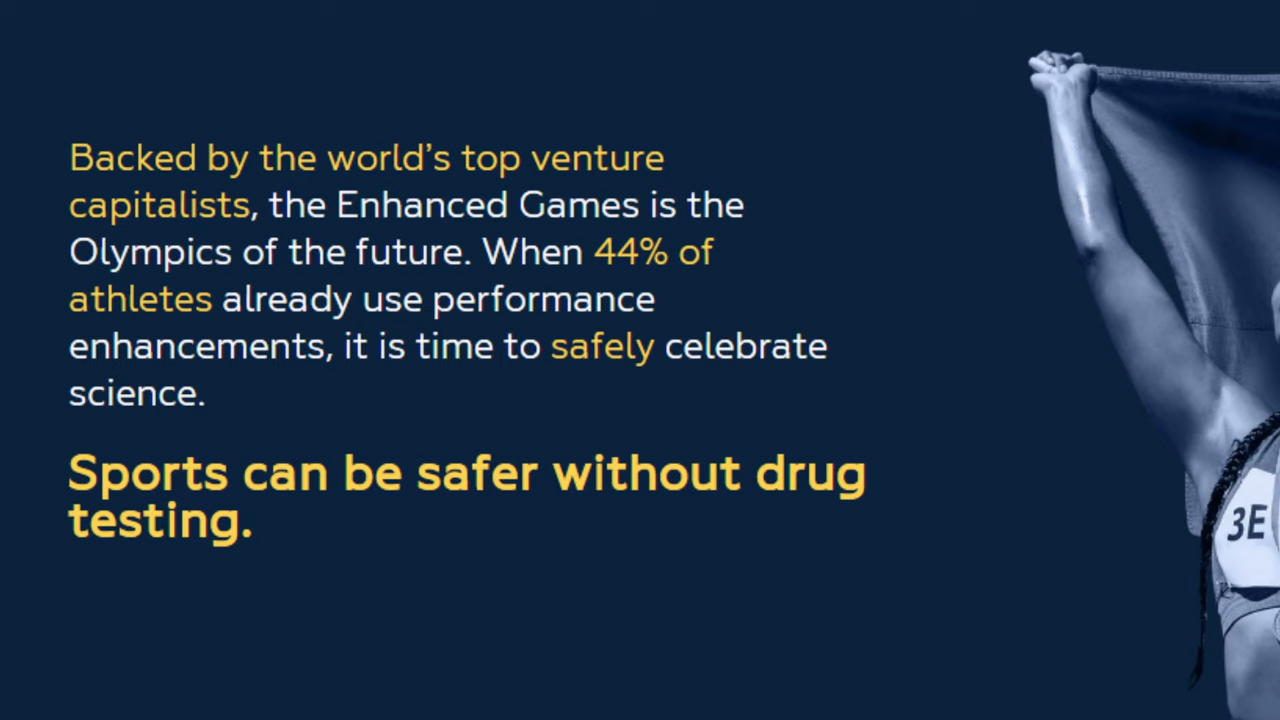 Backed by the world’s top venture
capitalists, the Enhanced Games is the
Olympics of the future. When 44% of
athletes already use performance
enhancements, it is time to safely celebrate
science.
Sports can be safer without drug
testing.
3E